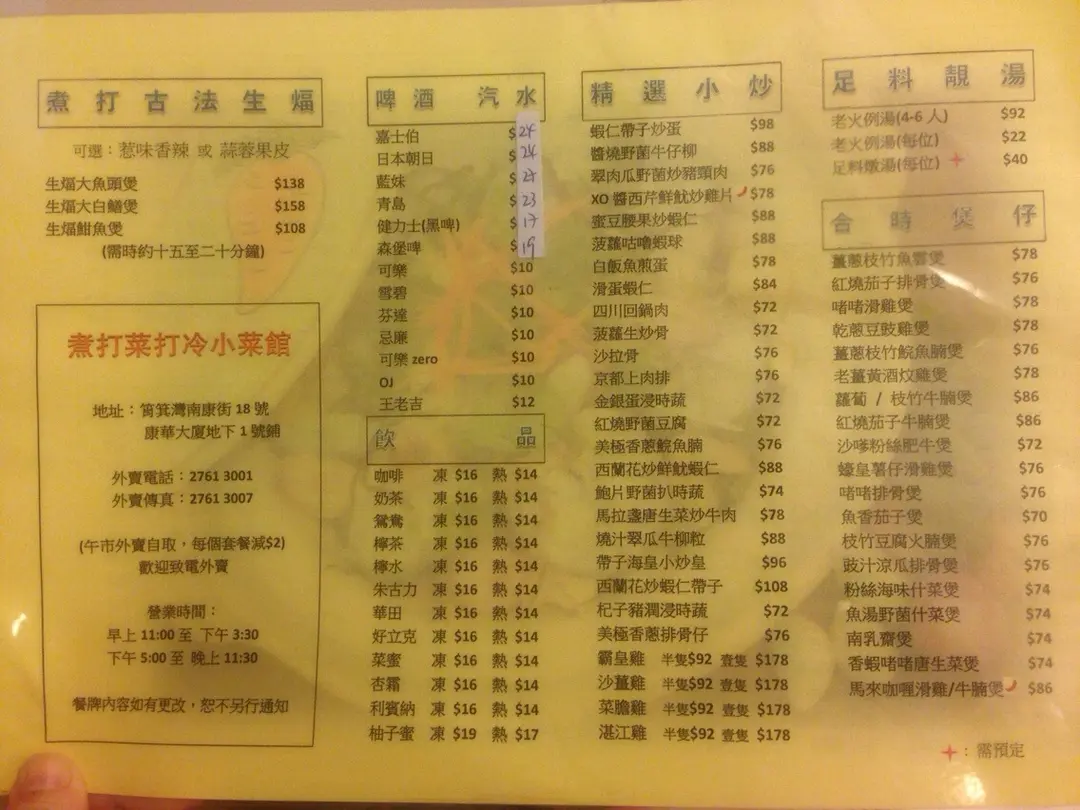 煮打古法生煏
可選：惹味香辣 或 蒜蓉果皮
生煏大魚頭煲 $138
生煏大白鱔煲 $158
生煏魽魚煲 $108
(需時約十五至二十分鐘)
煮打菜打冷小菜館
地址：筲箕灣南康街 18 號
康華大廈地下 1 號鋪
外賣電話：2761 3001
外賣傳真：2761 3007
(午市外賣自取，每個套餐減$2)
歡迎致電外賣
營業時間：
早上 11:00 至 下午 3:30
下午 5:00 至 晚上 11:30
餐牌內容如有更改，恕不另行通知
啤酒 汽水
嘉士伯 $24
日本朝日 $24
藍妹 $27
青島 $23
健力士(黑啤) $17
森堡啤 $19
可樂 $10
雪碧 $10
芬達 $10
忌廉 $10
可樂 zero $10
OJ $10
王老吉 $12
飲品
咖啡 凍 $16 熱 $14
奶茶 凍 $16 熱 $14
鴛鴦 凍 $16 熱 $14
檸茶 凍 $16 熱 $14
檸水 凍 $16 熱 $14
朱古力 凍 $16 熱 $14
華田 凍 $16 熱 $14
好立克 凍 $16 熱 $14
菜蜜 凍 $16 熱 $14
杏霜 凍 $16 熱 $14
利賓納 凍 $16 熱 $14
柚子蜜 凍 $19 熱 $17
精選小炒
蝦仁帶子炒蛋 $98
醬燒野菌牛仔柳 $88
翠肉瓜野菌炒豬頸肉 $76
XO 醬西芹鮮魷炒雞片 $78
蜜豆腰果炒蝦仁 $88
菠蘿咕嚕蝦球 $88
白飯魚煎蛋 $78
滑蛋蝦仁 $84
四川回鍋肉 $72
菠蘿生炒骨 $72
沙拉骨 $76
京都上肉排 $76
金銀蛋浸時蔬 $72
紅燒野菌豆腐 $72
美極香蔥鯇魚腩 $76
西蘭花炒鮮魷蝦仁 $88
鮑片野菌扒時蔬 $74
馬拉盞唐生菜炒牛肉 $78
燒汁翠瓜牛柳粒 $88
帶子海皇小炒皇 $96
西蘭花炒蝦仁帶子 $108
杞子豬潤浸時蔬 $72
美極香蔥排骨仔 $76
霸皇雞 半隻$92 壹隻 $178
沙薑雞 半隻$92 壹隻 $178
菜膽雞 半隻$92 壹隻 $178
湛江雞 半隻$92 壹隻 $178
足料靚湯
老火例湯(4-6 人) $92
老火例湯(每位) $22
足料燉湯(每位) $40
合時煲仔
薑蔥枝竹魚雲煲 $78
紅燒茄子排骨煲 $76
啫啫滑雞煲 $78
乾蔥豆豉雞煲 $78
薑蔥枝竹鯇魚腩煲 $76
老薑黃酒炆雞煲 $78
蘿蔔 / 枝竹牛腩煲 $86
紅燒茄子牛腩煲 $86
沙嗲粉絲肥牛煲 $72
蠔皇薯仔滑雞煲 $76
啫啫排骨煲 $76
魚香茄子煲 $70
枝竹豆腐火腩煲 $76
豉汁涼瓜排骨煲 $76
粉絲海味什菜煲 $74
魚湯野菌什菜煲 $74
南乳齋煲 $74
香蝦啫啫唐生菜煲 $74
馬來咖喱滑雞/牛腩煲 $86
：需預定